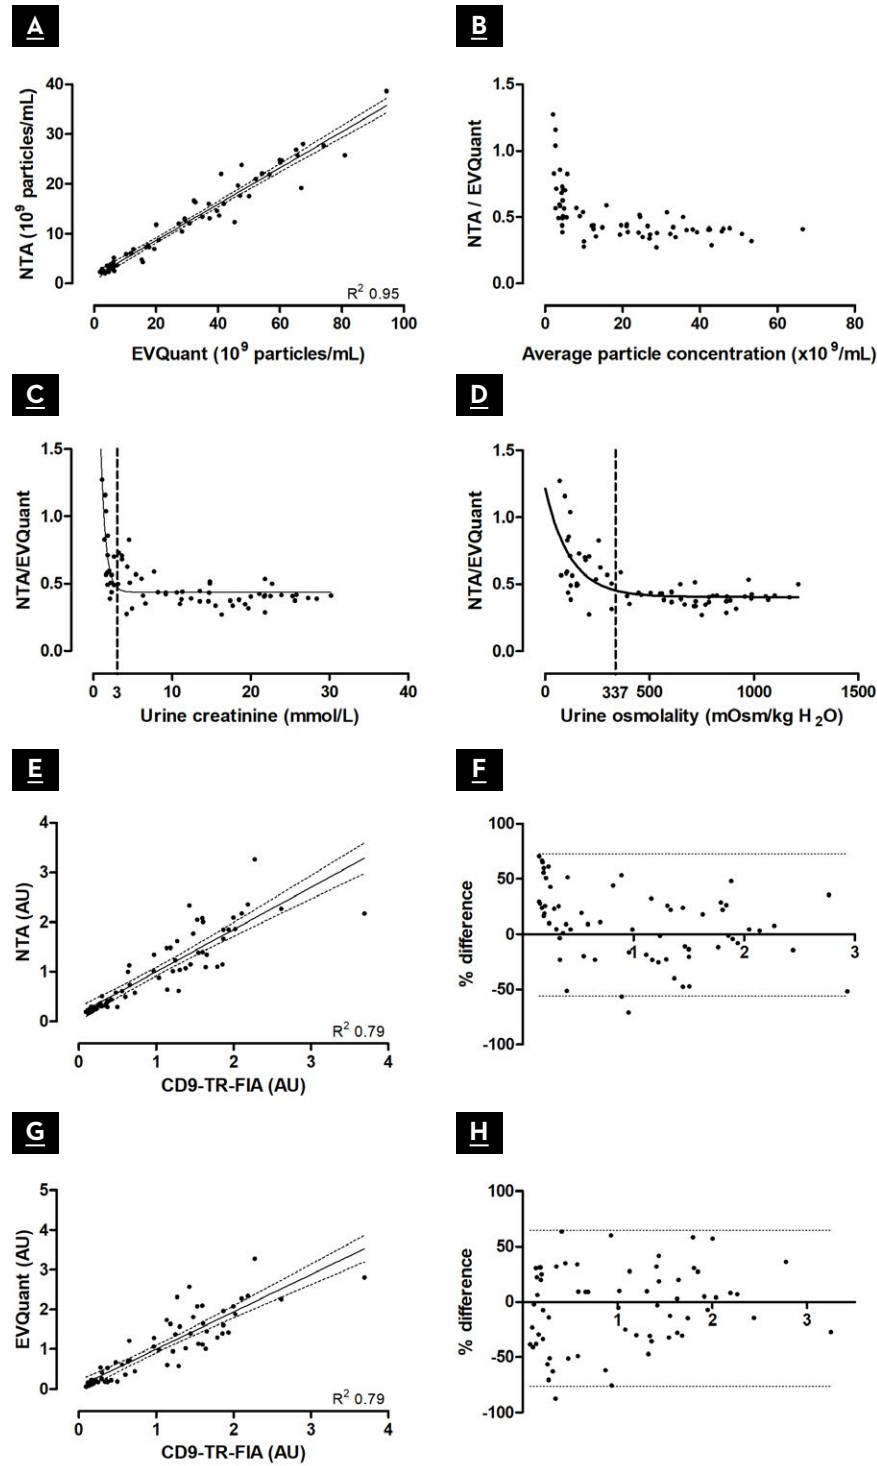 A
NTA (10⁹ particles/mL)
40
30
20
10
0
R² 0.95
0 20 40 60 80 100
EVQuant (10⁹ particles/mL)
B
NTA / EVQuant
1.5
1.0
0.5
0.0
0 20 40 60 80
Average particle concentration (x10⁹/mL)
C
NTA/EVQuant
1.5
1.0
0.5
0.0
0 3 10 20 30 40
Urine creatinine (mmol/L)
D
NTA/EVQuant
1.5
1.0
0.5
0.0
0 337 500 1000 1500
Urine osmolality (mOsm/kg H₂O)
E
NTA (AU)
4
3
2
1
0
R² 0.79
0 1 2 3 4
CD9-TR-FIA (AU)
F
% difference
100
50
0
-50
-100
1 2 3
G
EVQuant (AU)
5
4
3
2
1
0
R² 0.79
0 1 2 3 4
CD9-TR-FIA (AU)
H
% difference
100
50
0
-50
-100
1 2 3